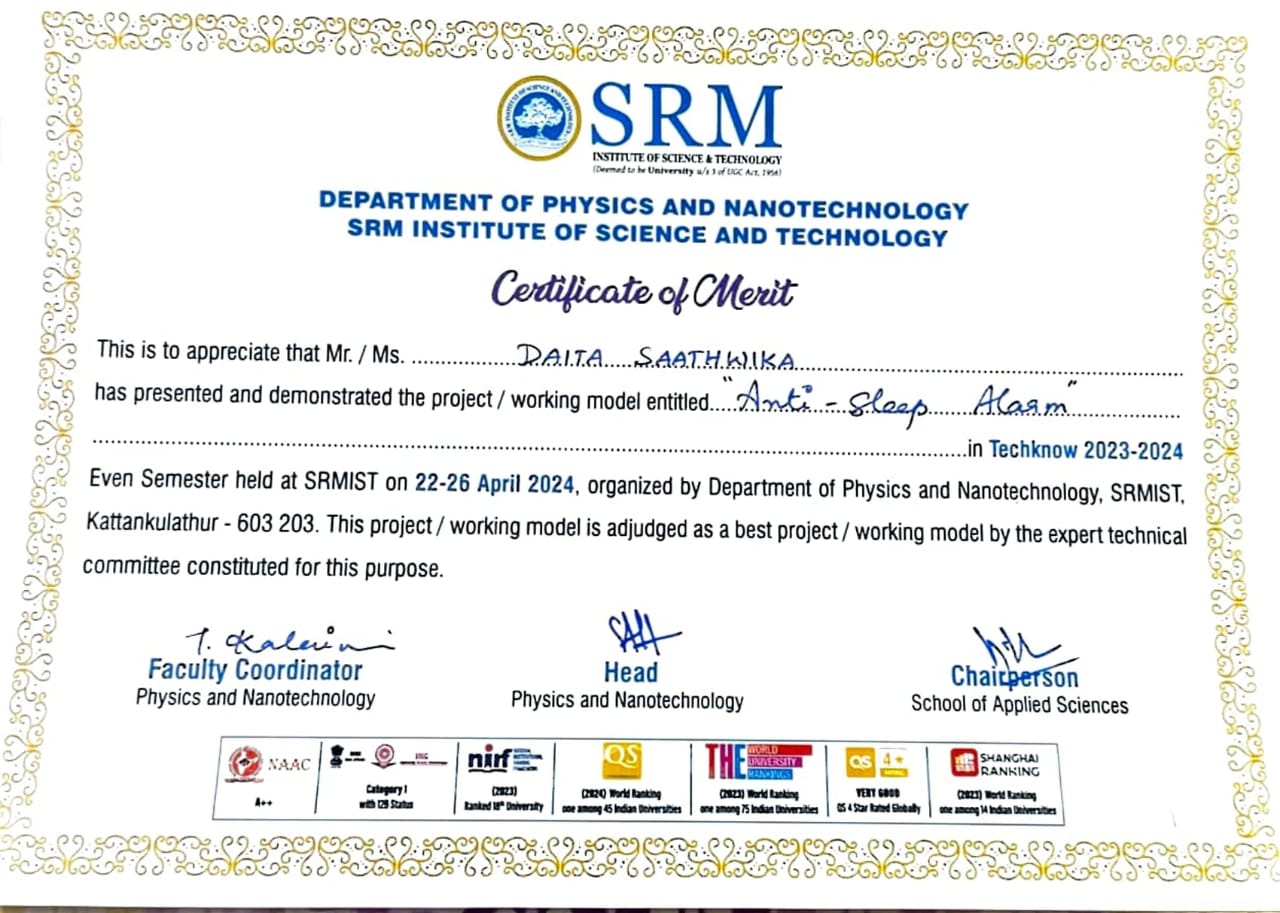 SRM
INSTITUTE OF SCIENCE & TECHNOLOGY
(Deemed to be University u/s 3 of UGC Act, 1956)
DEPARTMENT OF PHYSICS AND NANOTECHNOLOGY
SRM INSTITUTE OF SCIENCE AND TECHNOLOGY
Certificate of Merit
This is to appreciate that Mr. / Ms. DAITA SAATHWIKA
has presented and demonstrated the project / working model entitled "Anti-Sleep Alarm"
in Techknow 2023-2024
Even Semester held at SRMIST on 22-26 April 2024, organized by Department of Physics and Nanotechnology, SRMIST,
Kattankulathur - 603 203. This project / working model is adjudged as a best project / working model by the expert technical
committee constituted for this purpose.
Faculty Coordinator Head Chairperson
Physics and Nanotechnology Physics and Nanotechnology School of Applied Sciences
NAAC nirf QS THE WORLD UNIVERSITY RANKINGS QS 4★ SHANGHAI RANKING
A++ Category I (2023) (2024) World Ranking (2023) World Ranking VERY GOOD (2023) World Ranking
with 12B Status Ranked 18th University one among 45 Indian Universities one among 75 Indian Universities QS 4 Star Rated Globally one among 14 Indian Universities